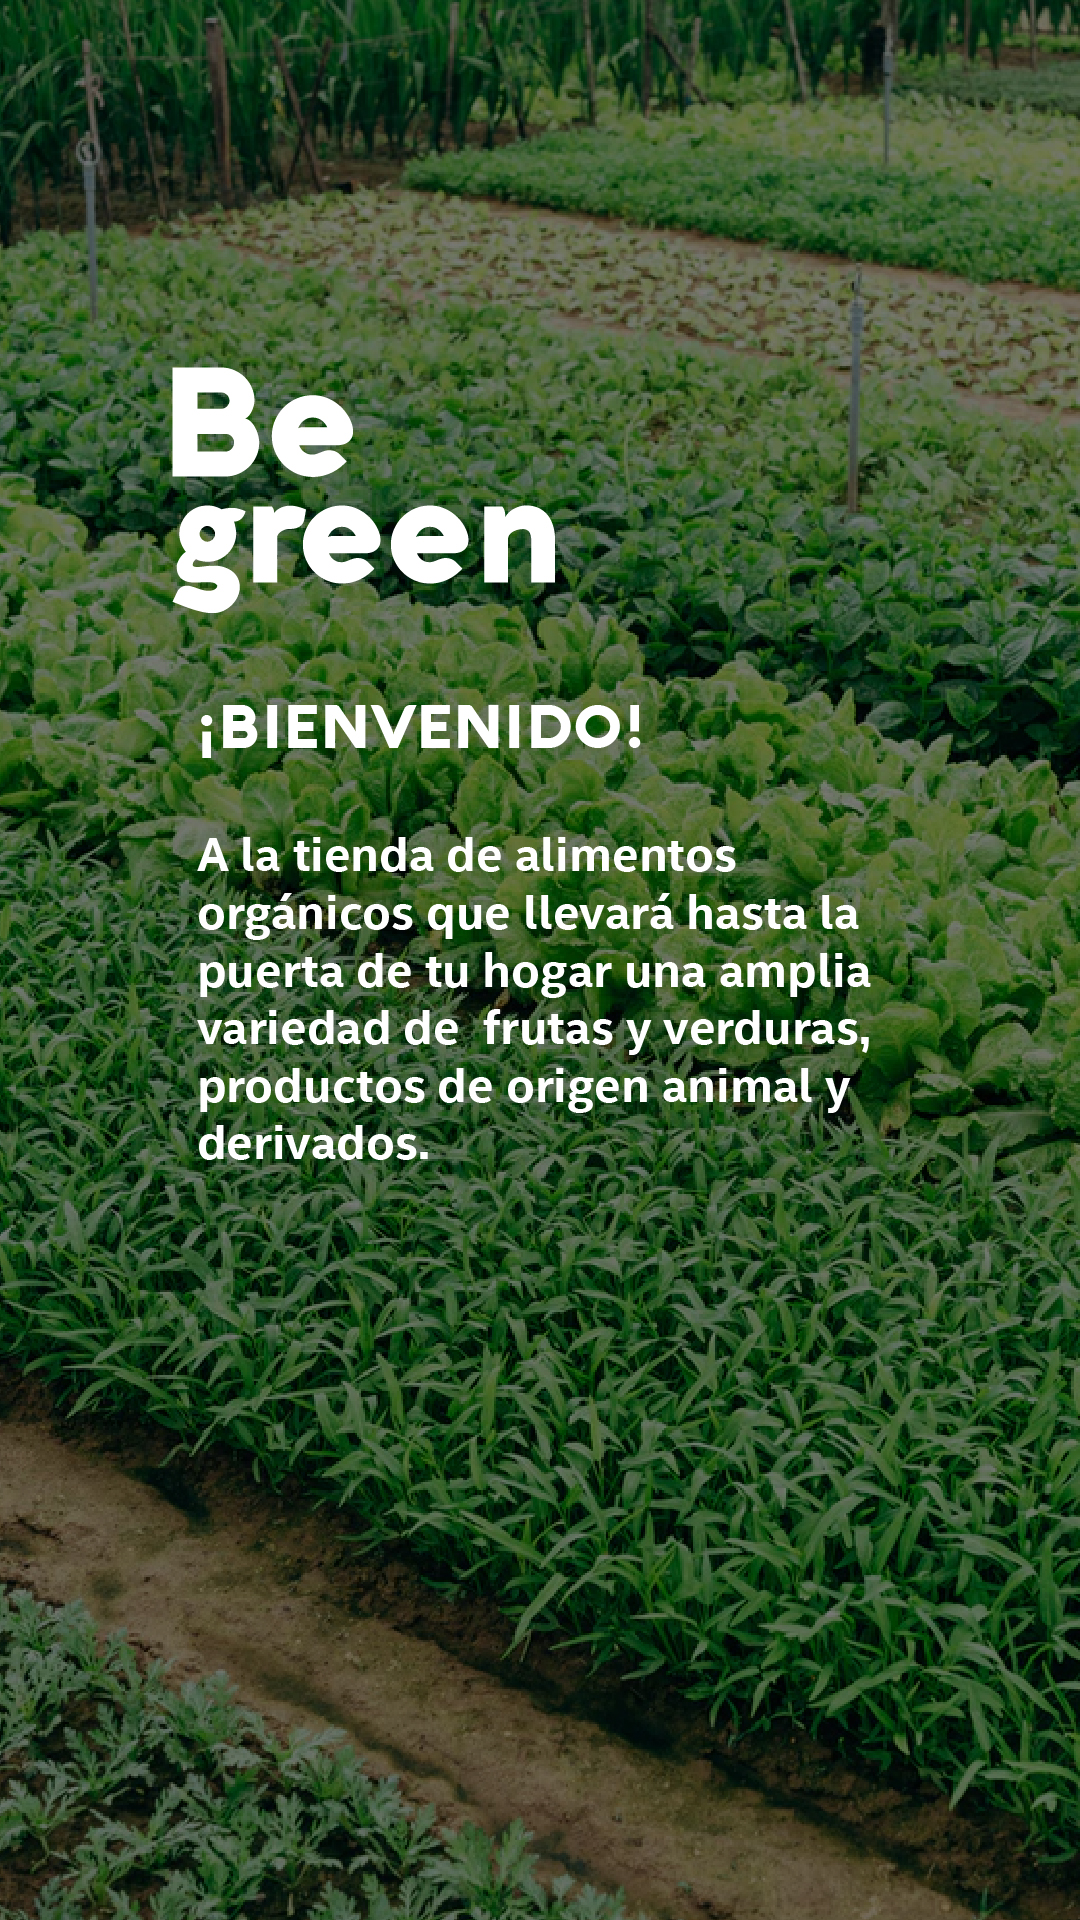 Be
green
¡BIENVENIDO!
A la tienda de alimentos
orgánicos que llevará hasta la
puerta de tu hogar una amplia
variedad de  frutas y verduras,
productos de origen animal y
derivados.